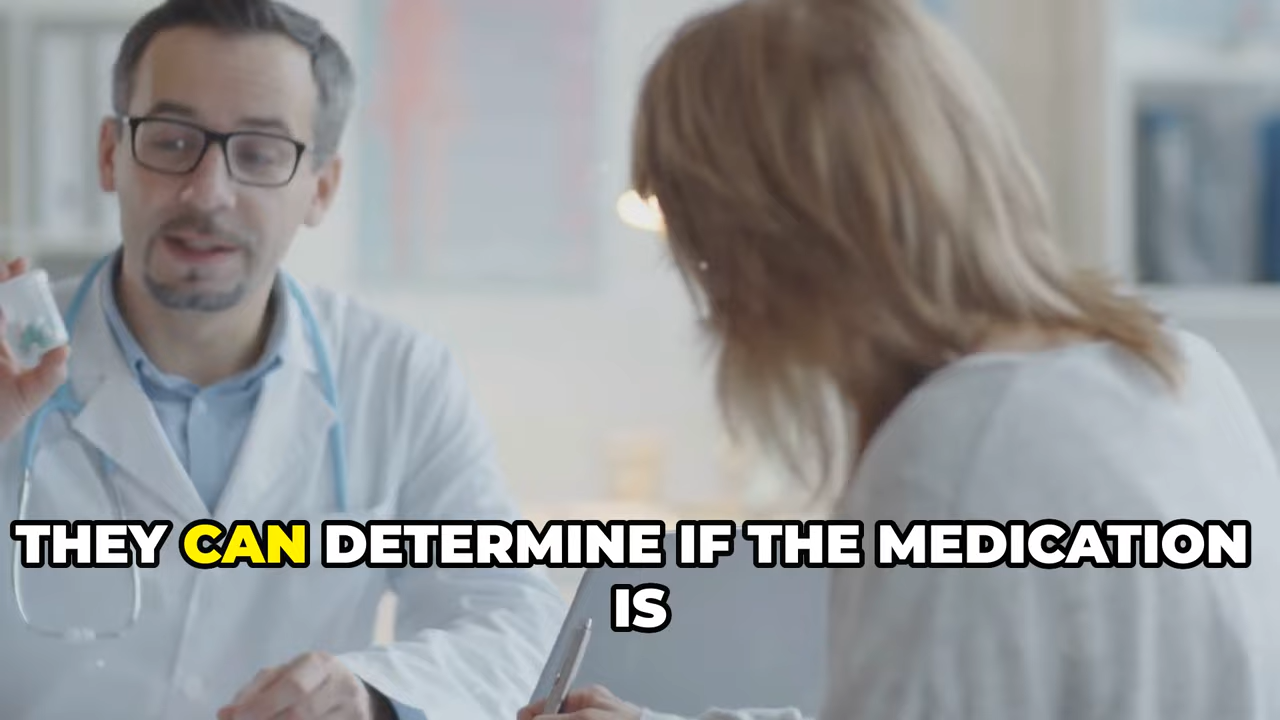 THEY CAN DETERMINE IF THE MEDICATION
IS